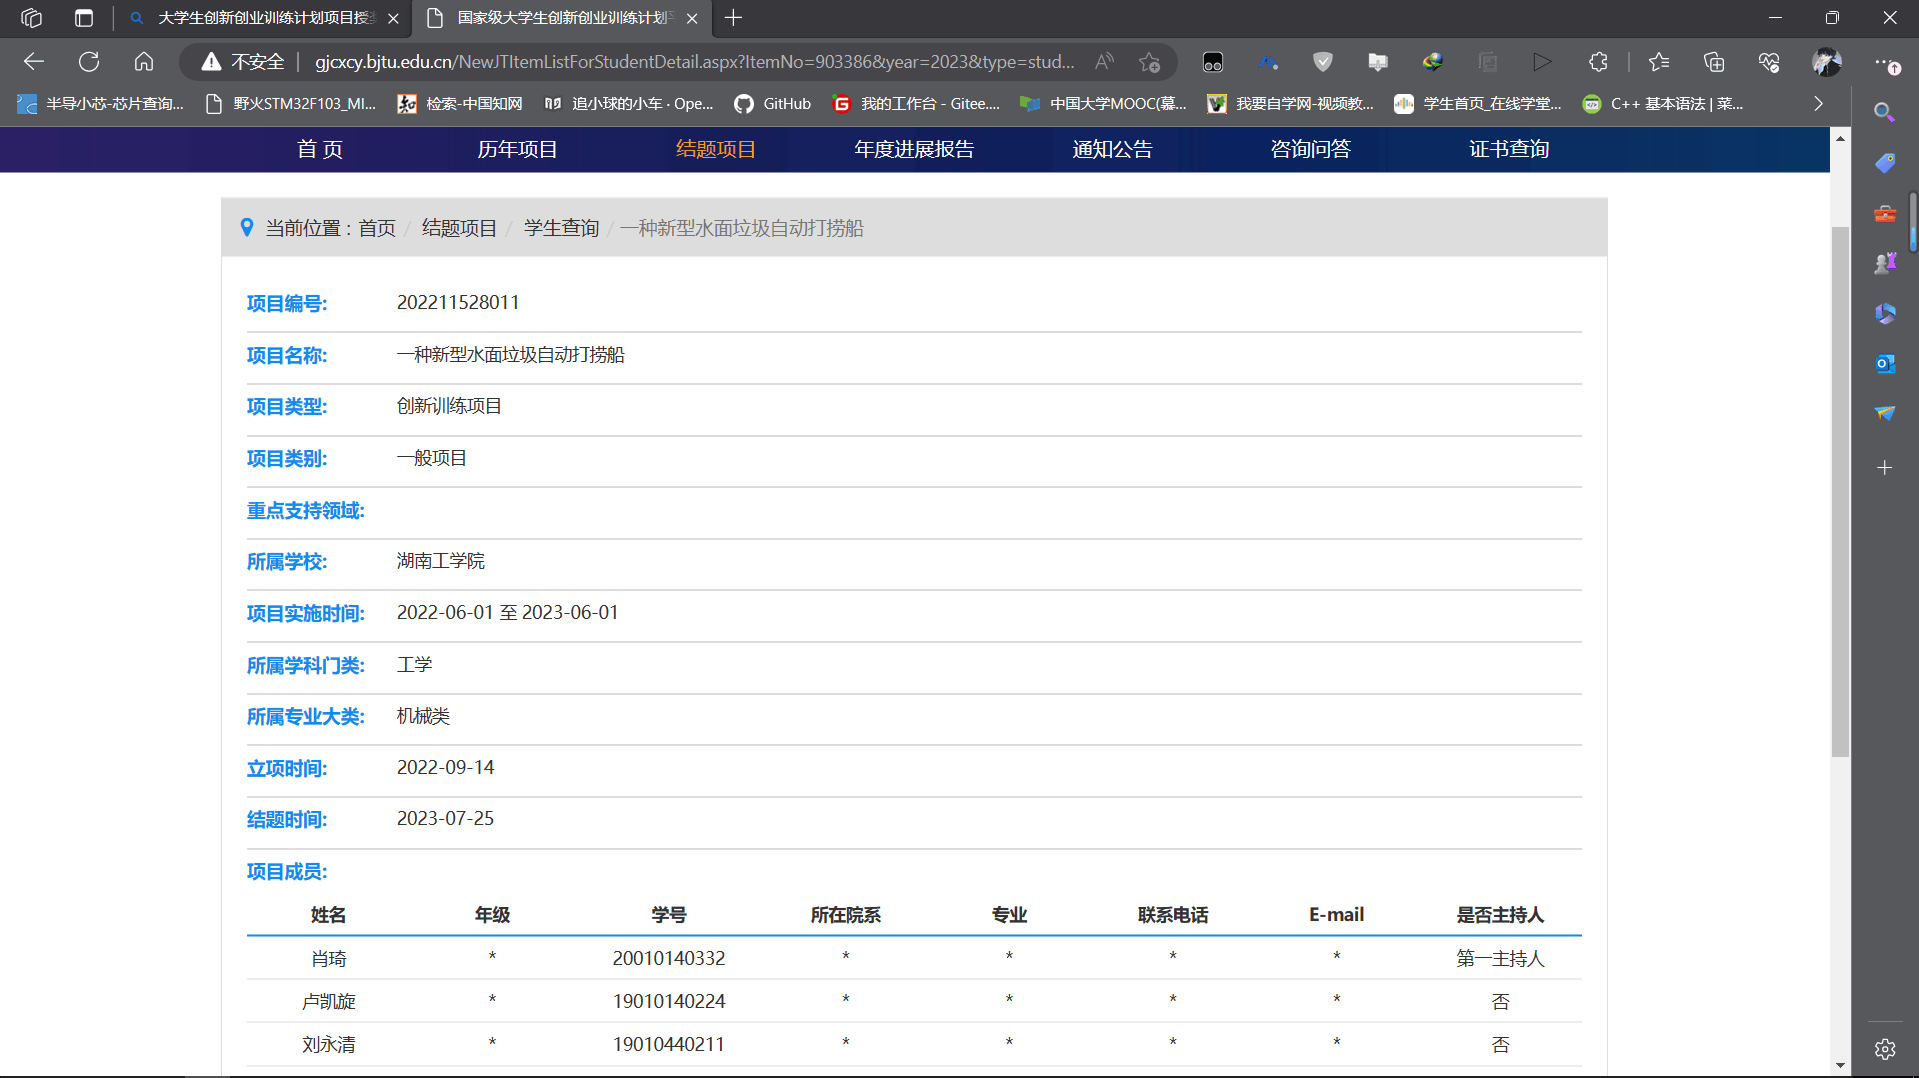 大学生创新创业训练计划项目授
国家级大学生创新创业训练计划平
不安全
gjcxcy.bjtu.edu.cn/NewJTItemListForStudentDetail.aspx?ItemNo=903386&year=2023&type=stud...
半导小芯-芯片查询...
野火STM32F103_MI...
检索-中国知网
追小球的小车 · Ope...
GitHub
我的工作台 - Gitee....
中国大学MOOC(慕...
我要自学网-视频教...
学生首页_在线学堂...
C++ 基本语法 | 菜...
首 页
历年项目
结题项目
年度进展报告
通知公告
咨询问答
证书查询
当前位置：首页 / 结题项目 / 学生查询 / 一种新型水面垃圾自动打捞船
项目编号: 202211528011
项目名称: 一种新型水面垃圾自动打捞船
项目类型: 创新训练项目
项目类别: 一般项目
重点支持领域:
所属学校: 湖南工学院
项目实施时间: 2022-06-01 至 2023-06-01
所属学科门类: 工学
所属专业大类: 机械类
立项时间: 2022-09-14
结题时间: 2023-07-25
项目成员:
姓名 年级 学号 所在院系 专业 联系电话 E-mail 是否主持人
肖琦 * 20010140332 * * * * 第一主持人
卢凯旋 * 19010140224 * * * * 否
刘永清 * 19010440211 * * * * 否